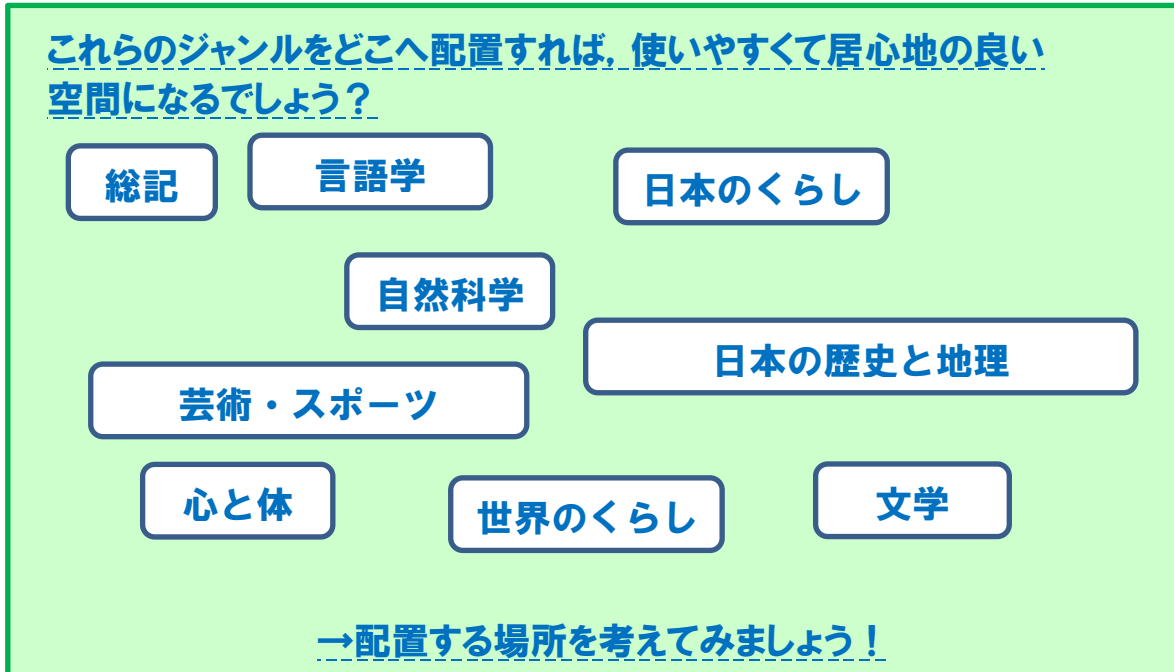 これらのジャンルをどこへ配置すれば，使いやすくて居心地の良い
空間になるでしょう？
総記
言語学
日本のくらし
自然科学
日本の歴史と地理
芸術・スポーツ
心と体
世界のくらし
文学
→配置する場所を考えてみましょう！